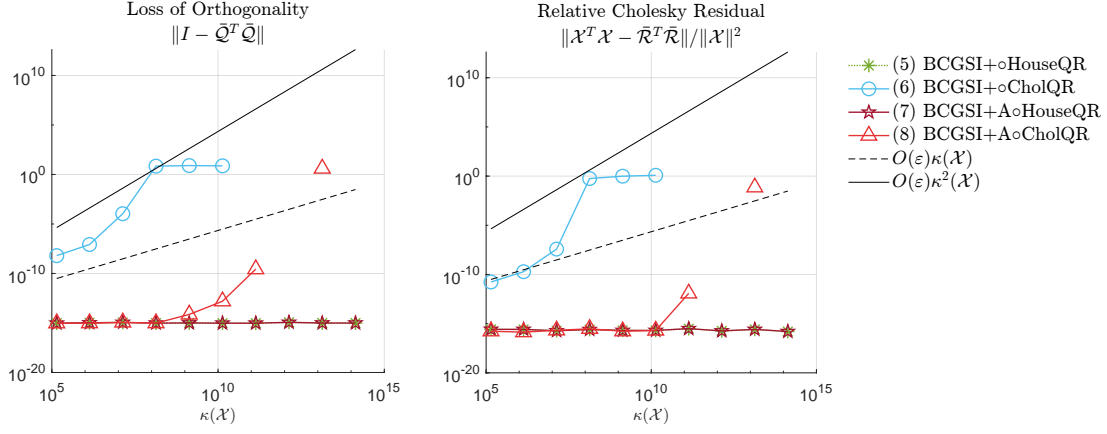 Loss of Orthogonality
‖I − Q̄ᵀQ̄‖
10¹⁰
10⁰
10⁻¹⁰
10⁻²⁰
10⁵
10¹⁰
10¹⁵
κ(𝒳)
Relative Cholesky Residual
‖𝒳ᵀ𝒳 − R̄ᵀR̄‖/‖𝒳‖²
10¹⁰
10⁰
10⁻¹⁰
10⁻²⁰
10⁵
10¹⁰
10¹⁵
κ(𝒳)
(5) BCGSI+∘HouseQR
(6) BCGSI+∘CholQR
(7) BCGSI+A∘HouseQR
(8) BCGSI+A∘CholQR
O(ε)κ(𝒳)
O(ε)κ²(𝒳)